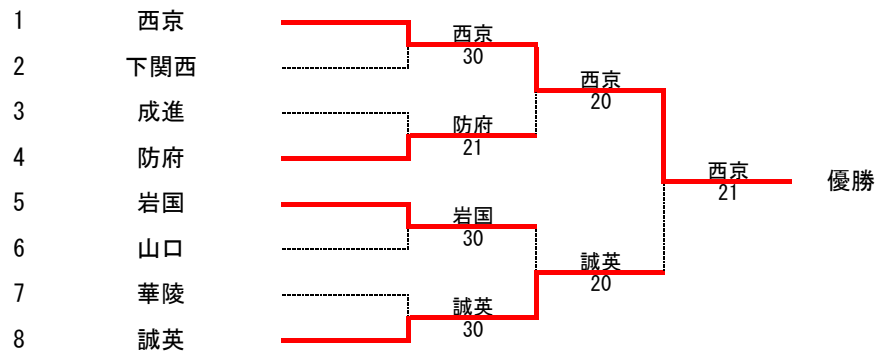 1 西京
2 下関西
3 成進
4 防府
5 岩国
6 山口
7 華陵
8 誠英
西京
30
防府
21
岩国
30
誠英
30
西京
20
誠英
20
西京
21
優勝